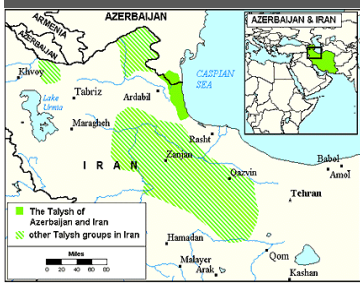 AZERBAIJAN
AZERBAIJAN & IRAN
ARMENIA
AZERBAIJAN
Khvoy
Tabriz
Ardabil
CASPIAN
SEA
Lake
Urmia
Maragheh
Rasht
IRAN
Zanjan
Qazvin
Babol
Amol
Tehran
The Talysh of
Azerbaijan and Iran
other Talysh groups in Iran
Miles
0 20 40 60 80
Hamadan
Malayer
Arak
Qom
Kashan